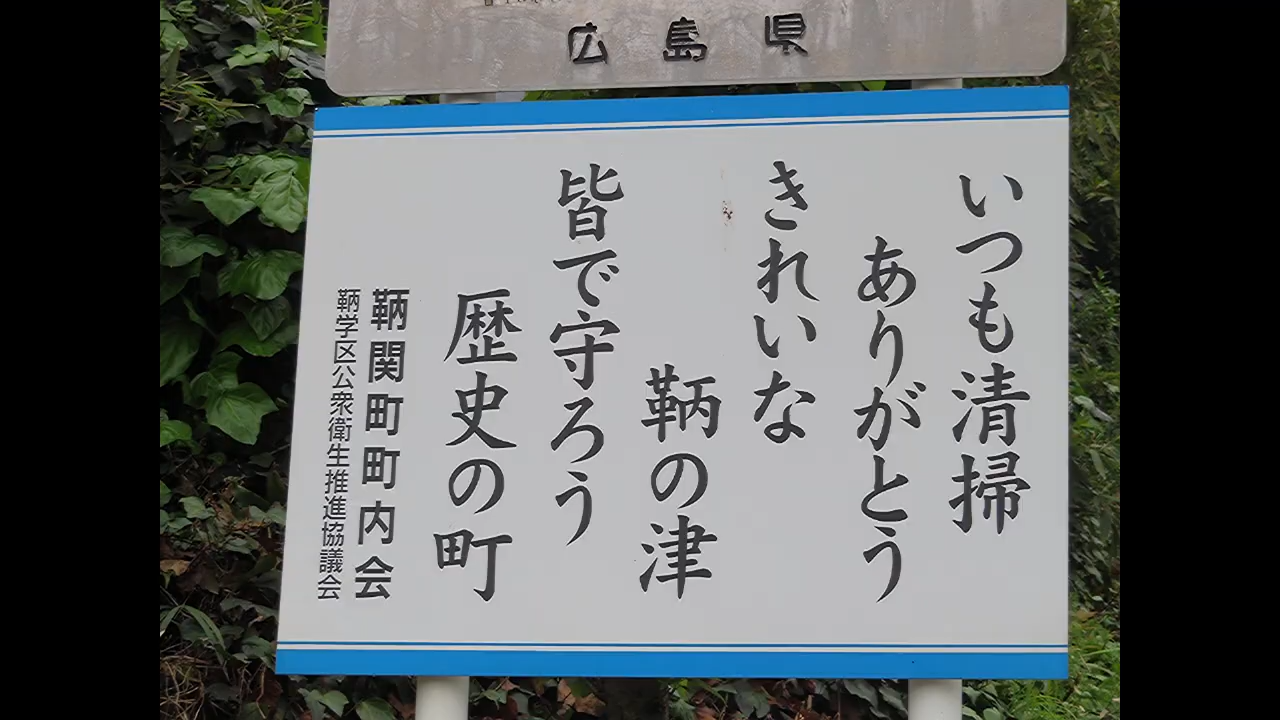 広島県
いつも清掃
ありがとう
きれいな
鞆の津
皆で守ろう
歴史の町
鞆関町町内会
鞆学区公衆衛生推進協議会